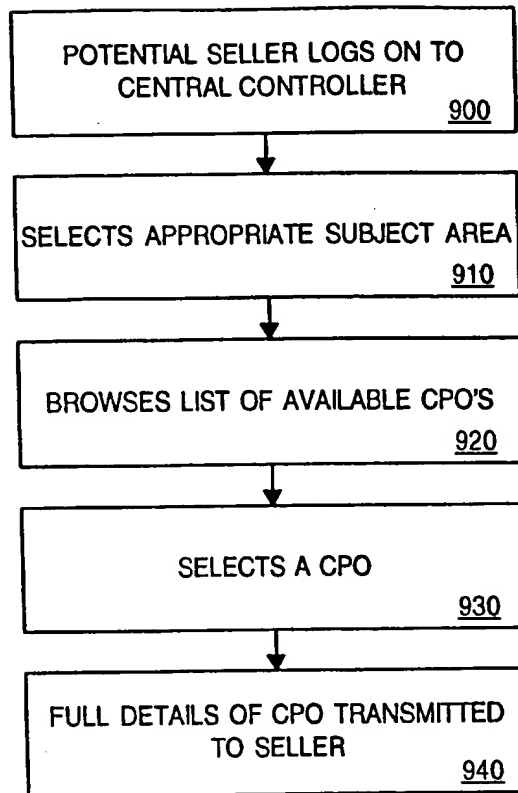 POTENTIAL SELLER LOGS ON TO
CENTRAL CONTROLLER
900
SELECTS APPROPRIATE SUBJECT AREA
910
BROWSES LIST OF AVAILABLE CPO'S
920
SELECTS A CPO
930
FULL DETAILS OF CPO TRANSMITTED
TO SELLER
940